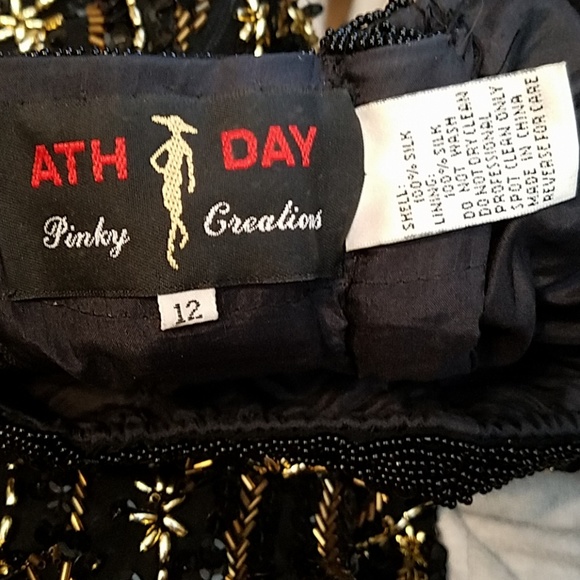 ATH DAY
Pinky Creations
12
SHELL:
100% SILK
LINING:
100% SILK
DO NOT WASH
DO NOT DRY CLEAN
PROFESSIONAL
SPOT CLEAN ONLY
MADE IN CHINA
REVERSE FOR CARE